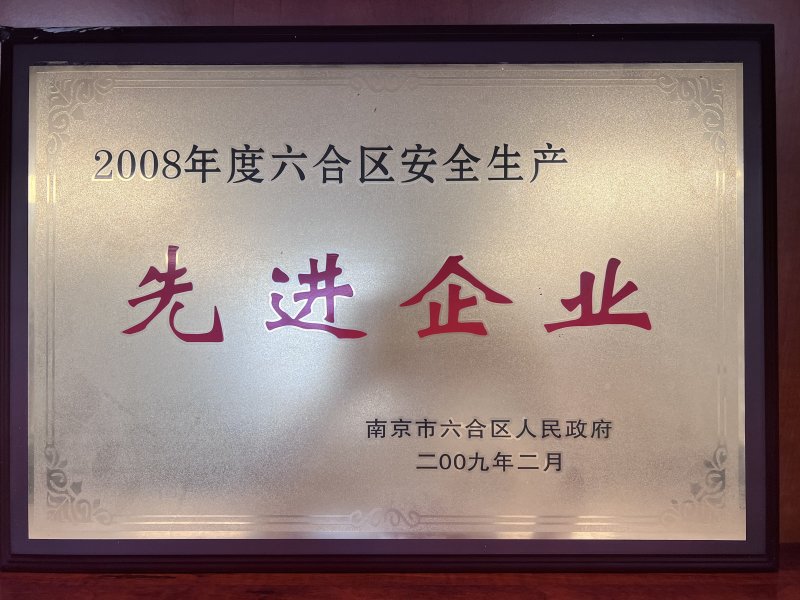 2008年度六合区安全生产
先进企业
南京市六合区人民政府
二00九年二月